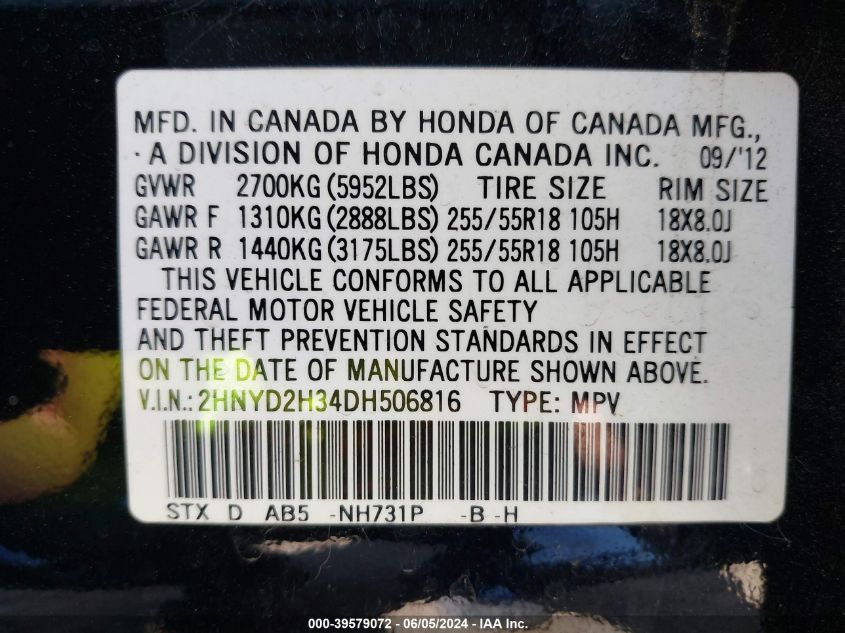 MFD. IN CANADA BY HONDA OF CANADA MFG.,
· A DIVISION OF HONDA CANADA INC. 09/'12
GVWR 2700KG (5952LBS) TIRE SIZE RIM SIZE
GAWR F 1310KG (2888LBS) 255/55R18 105H 18X8.0J
GAWR R 1440KG (3175LBS) 255/55R18 105H 18X8.0J
THIS VEHICLE CONFORMS TO ALL APPLICABLE
FEDERAL MOTOR VEHICLE SAFETY
AND THEFT PREVENTION STANDARDS IN EFFECT
ON THE DATE OF MANUFACTURE SHOWN ABOVE.
V.I.N.: 2HNYD2H34DH506816 TYPE: MPV
STX D AB5 -NH731P -B -H
000-39579072 - 06/05/2024 - IAA Inc.